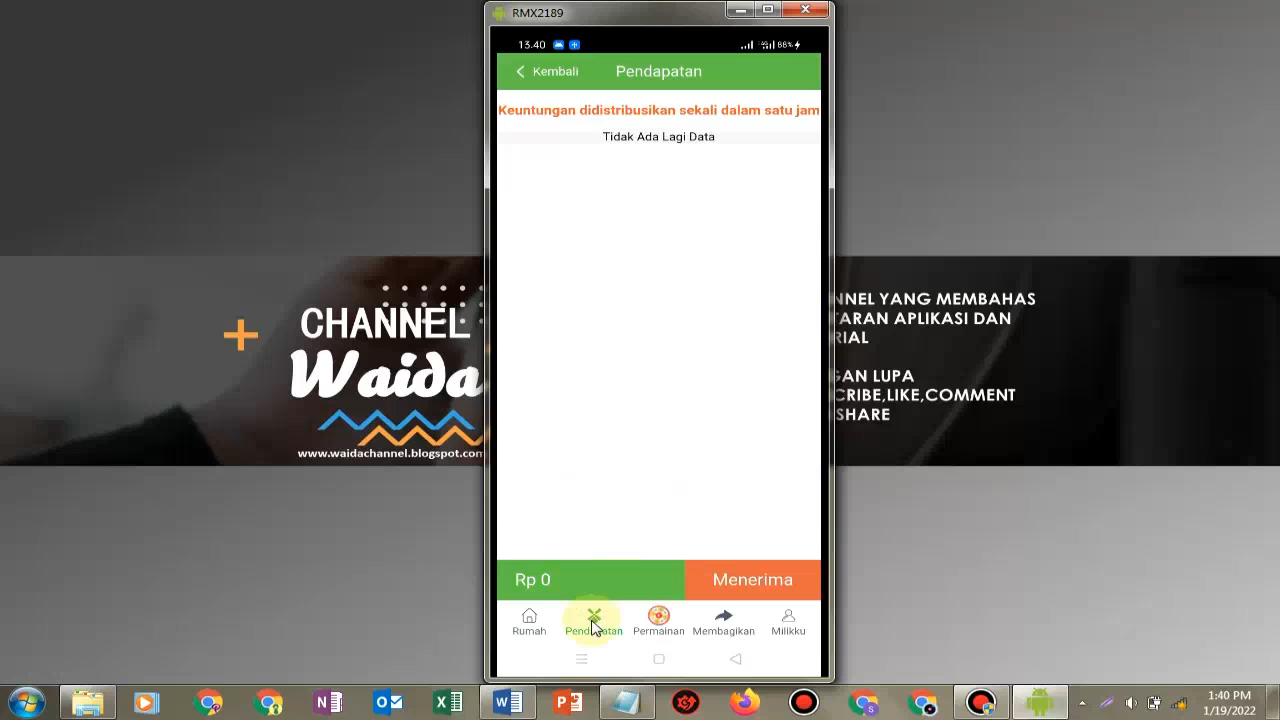 RMX2189
13.40
88%
Kembali
Pendapatan
Keuntungan didistribusikan sekali dalam satu jam
Tidak Ada Lagi Data
CHANNEL
Waida
www.waidachannel.blogspot.com
NNEL YANG MEMBAHAS
TARAN APLIKASI DAN
RIAL
GAN LUPA
CRIBE,LIKE,COMMENT
SHARE
Rp 0
Menerima
Rumah
Pendapatan
Permainan
Membagikan
Milikku
1:40 PM
1/19/2022